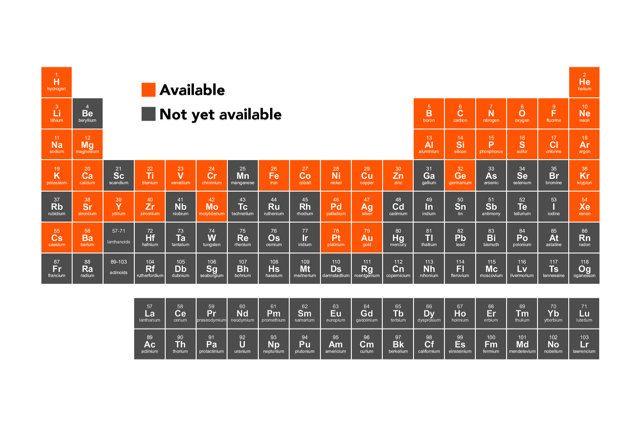 1 2
H He
hydrogen helium
Available
3 4 5 6 7 8 9 10
Li Be B C N O F Ne
lithium beryllium boron carbon nitrogen oxygen fluorine neon
Not yet available
11 12 13 14 15 16 17 18
Na Mg Al Si P S Cl Ar
sodium magnesium aluminium silicon phosphorus sulfur chlorine argon
19 20 21 22 23 24 25 26 27 28 29 30 31 32 33 34 35 36
K Ca Sc Ti V Cr Mn Fe Co Ni Cu Zn Ga Ge As Se Br Kr
potassium calcium scandium titanium vanadium chromium manganese iron cobalt nickel copper zinc gallium germanium arsenic selenium bromine krypton
37 38 39 40 41 42 43 44 45 46 47 48 49 50 51 52 53 54
Rb Sr Y Zr Nb Mo Tc Ru Rh Pd Ag Cd In Sn Sb Te I Xe
rubidium strontium yttrium zirconium niobium molybdenum technetium ruthenium rhodium palladium silver cadmium indium tin antimony tellurium iodine xenon
55 56 57-71 72 73 74 75 76 77 78 79 80 81 82 83 84 85 86
Cs Ba lanthanoids Hf Ta W Re Os Ir Pt Au Hg Tl Pb Bi Po At Rn
caesium barium hafnium tantalum tungsten rhenium osmium iridium platinum gold mercury thallium lead bismuth polonium astatine radon
87 88 89-103 104 105 106 107 108 109 110 111 112 113 114 115 116 117 118
Fr Ra actinoids Rf Db Sg Bh Hs Mt Ds Rg Cn Nh Fl Mc Lv Ts Og
francium radium rutherfordium dubnium seaborgium bohrium hassium meitnerium darmstadtium roentgenium copernicium nihonium flerovium moscovium livermorium tennessine oganesson
57 58 59 60 61 62 63 64 65 66 67 68 69 70 71
La Ce Pr Nd Pm Sm Eu Gd Tb Dy Ho Er Tm Yb Lu
lanthanum cerium praseodymium neodymium promethium samarium europium gadolinium terbium dysprosium holmium erbium thulium ytterbium lutetium
89 90 91 92 93 94 95 96 97 98 99 100 101 102 103
Ac Th Pa U Np Pu Am Cm Bk Cf Es Fm Md No Lr
actinium thorium protactinium uranium neptunium plutonium americium curium berkelium californium einsteinium fermium mendelevium nobelium lawrencium